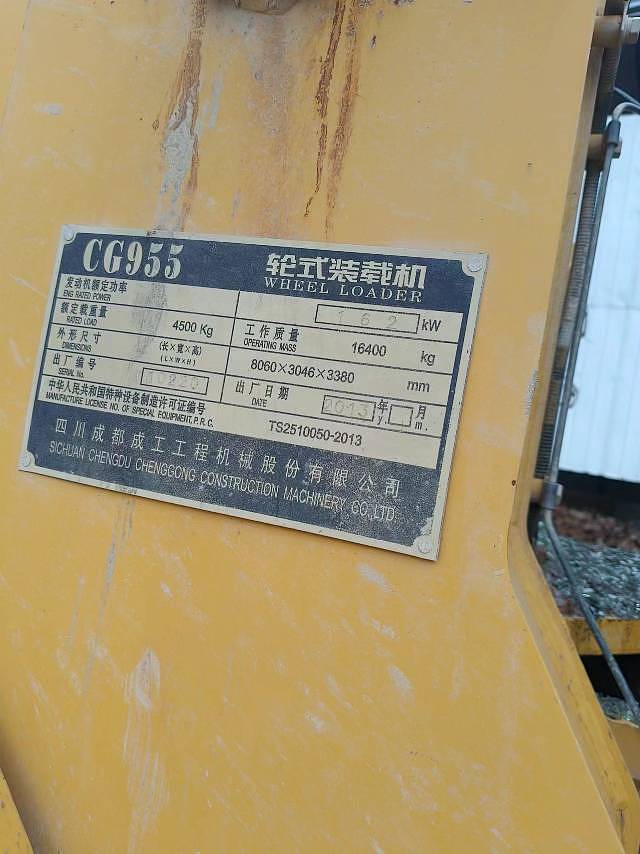 CG955 轮式装载机
WHEEL LOADER
发动机额定功率 162 kW
ENG RATED POWER
额定载重量 4500 Kg 工作质量 16400 kg
RATED LOAD OPERATING MASS
外形尺寸 (长×宽×高) 8060×3046×3380 mm
DIMENSIONS (L×W×H)
出厂编号 出厂日期 2013 年 月
SERIAL No. DATE y. m.
中华人民共和国特种设备制造许可证编号 TS2510050-2013
MANUFACTURE LICENSE NO. OF SPECIAL EQUIPMENT, P.R.C.
四川成都成工工程机械股份有限公司
SICHUAN CHENGDU CHENGGONG CONSTRUCTION MACHINERY CO.,LTD.